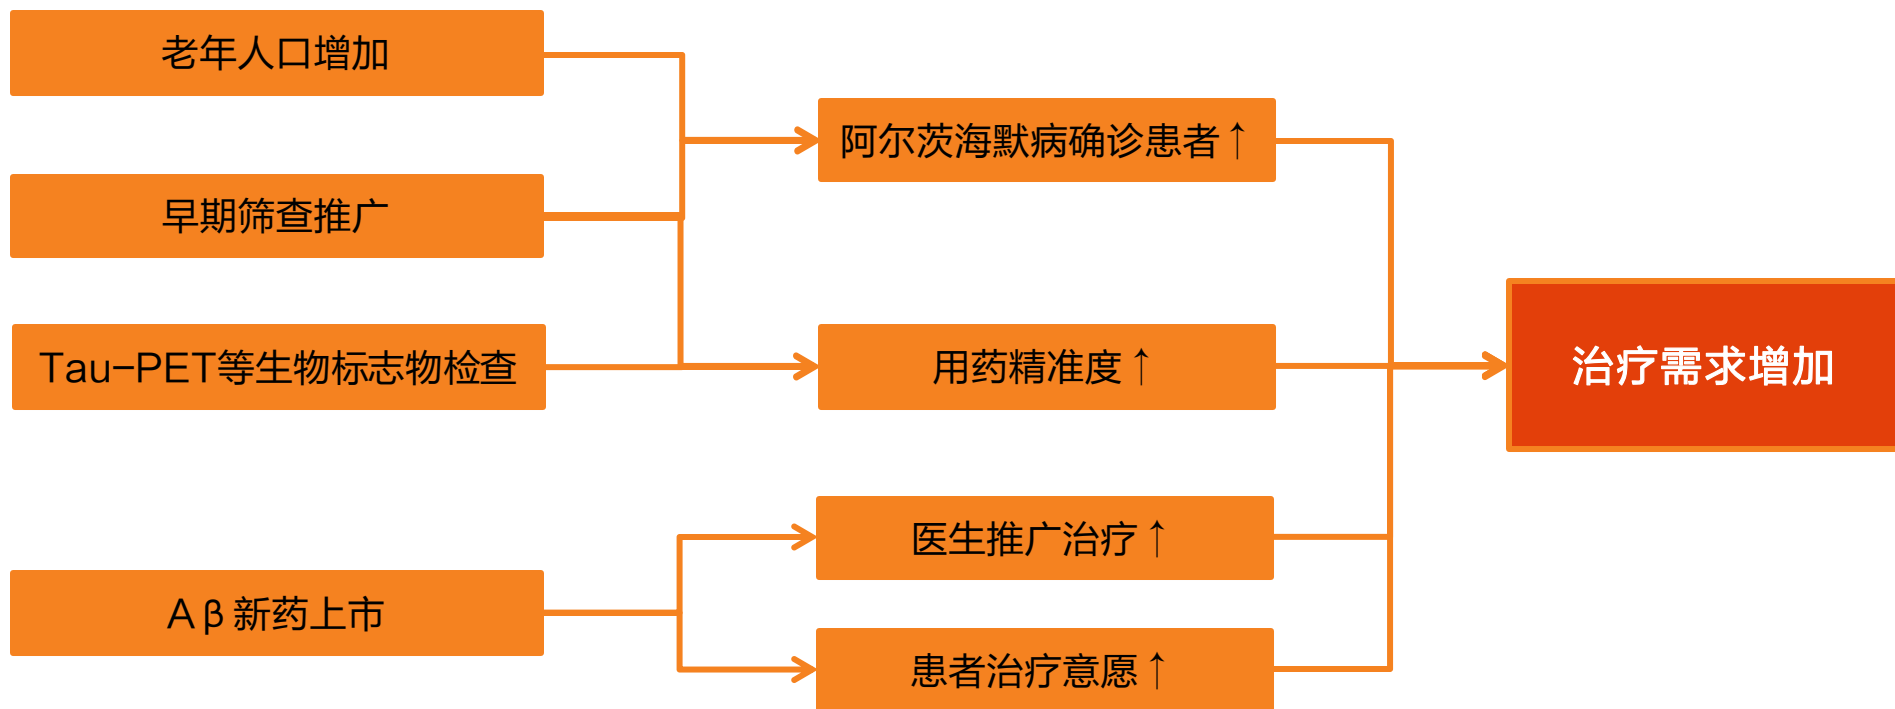 老年人口增加
早期筛查推广
Tau-PET等生物标志物检查
Aβ新药上市
阿尔茨海默病确诊患者↑
用药精准度↑
医生推广治疗↑
患者治疗意愿↑
治疗需求增加